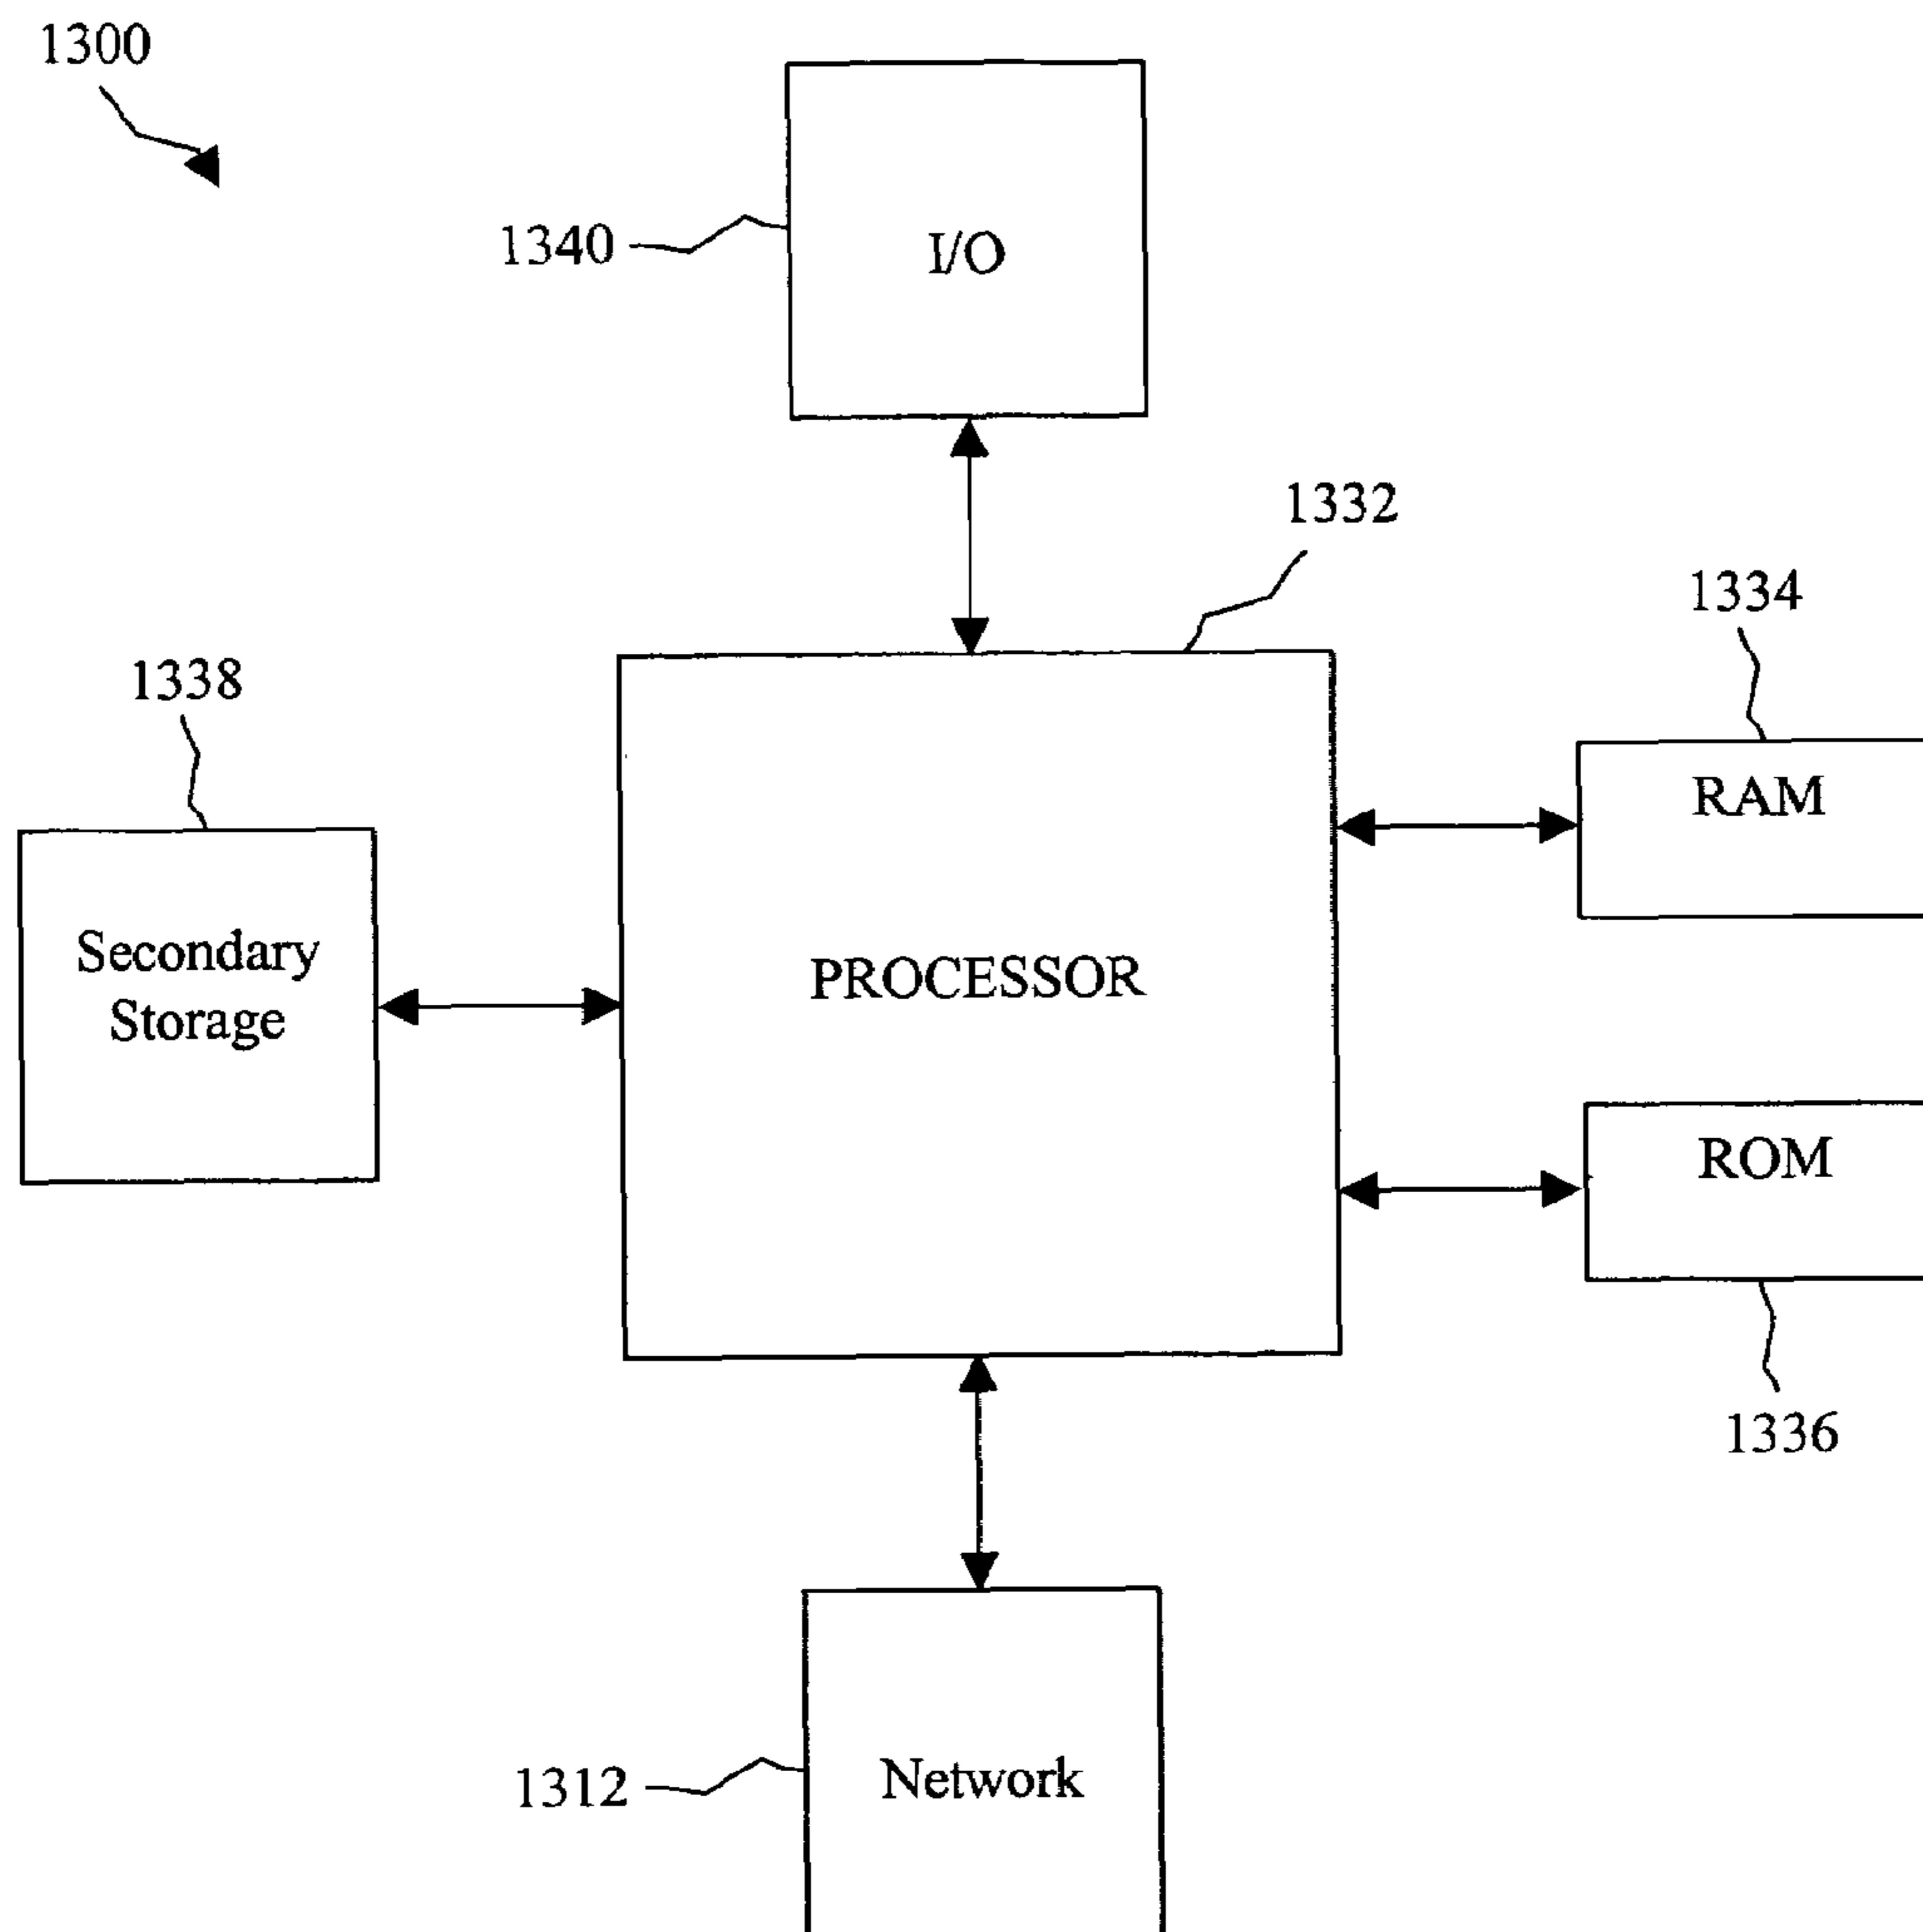 1300
1340
I/O
1332
1334
1338
RAM
Secondary
Storage
PROCESSOR
ROM
1336
1312
Network